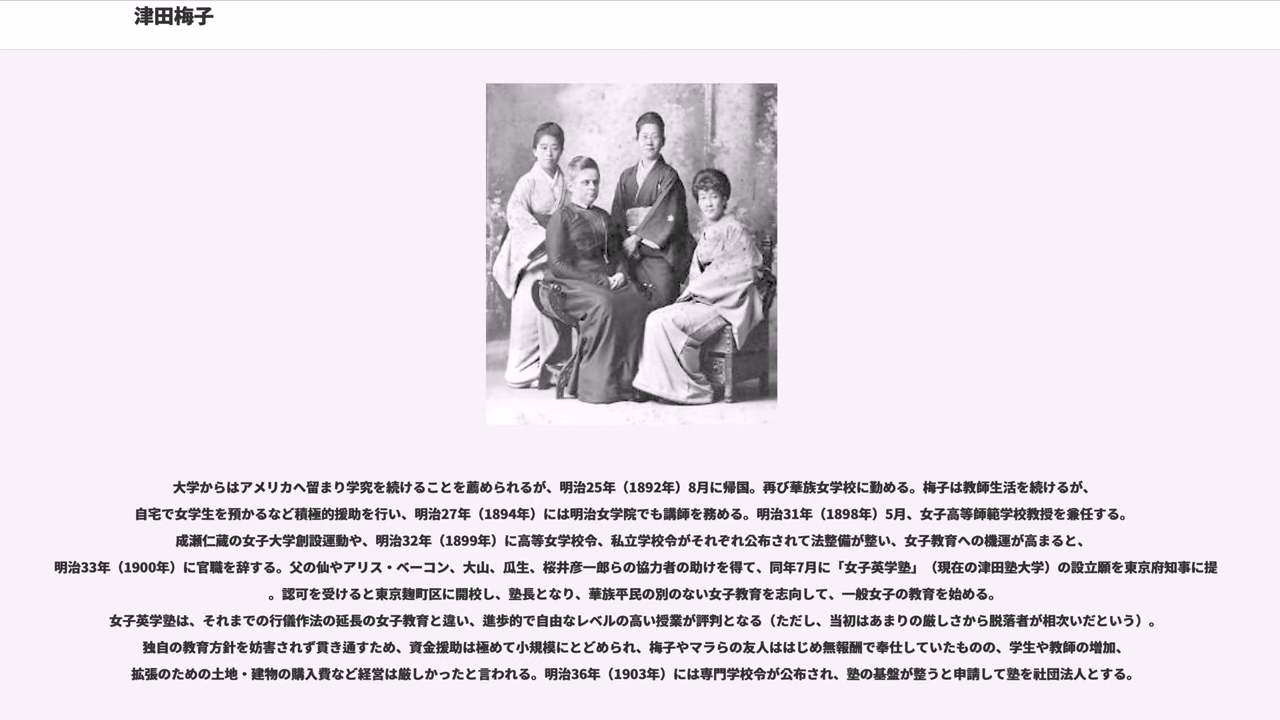 津田梅子
大学からはアメリカへ留まり学究を続けることを薦められるが、明治25年（1892年）8月に帰国。再び華族女学校に勤める。梅子は教師生活を続けるが、
自宅で女学生を預かるなど積極的援助を行い、明治27年（1894年）には明治女学院でも講師を務める。明治31年（1898年）5月、女子高等師範学校教授を兼任する。
成瀬仁蔵の女子大学創設運動や、明治32年（1899年）に高等女学校令、私立学校令がそれぞれ公布されて法整備が整い、女子教育への機運が高まると、
明治33年（1900年）に官職を辞する。父の仙やアリス・ベーコン、大山、瓜生、桜井彦一郎らの協力者の助けを得て、同年7月に「女子英学塾」（現在の津田塾大学）の設立願を東京府知事に提
。認可を受けると東京麹町区に開校し、塾長となり、華族平民の別のない女子教育を志向して、一般女子の教育を始める。
女子英学塾は、それまでの行儀作法の延長の女子教育と違い、進歩的で自由なレベルの高い授業が評判となる（ただし、当初はあまりの厳しさから脱落者が相次いだという）。
独自の教育方針を妨害されず貫き通すため、資金援助は極めて小規模にとどめられ、梅子やマラらの友人ははじめ無報酬で奉仕していたものの、学生や教師の増加、
拡張のための土地・建物の購入費など経営は厳しかったと言われる。明治36年（1903年）には専門学校令が公布され、塾の基盤が整うと申請して塾を社団法人とする。